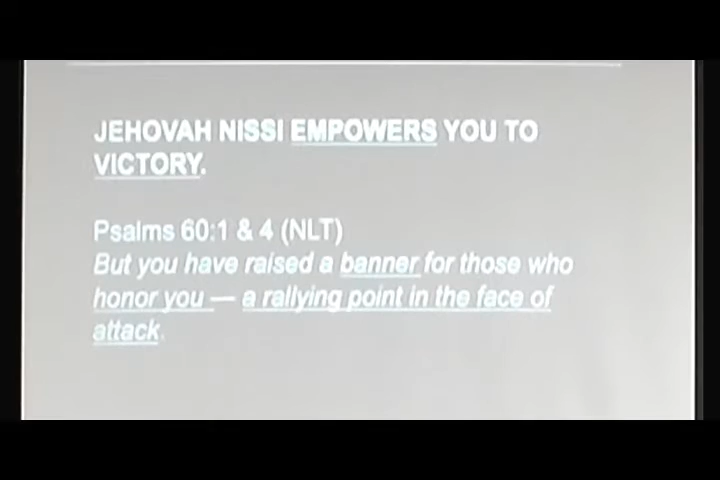 JEHOVAH NISSI EMPOWERS YOU TO
VICTORY.
Psalms 60:1 & 4 (NLT)
But you have raised a banner for those who
honor you — a rallying point in the face of
attack.